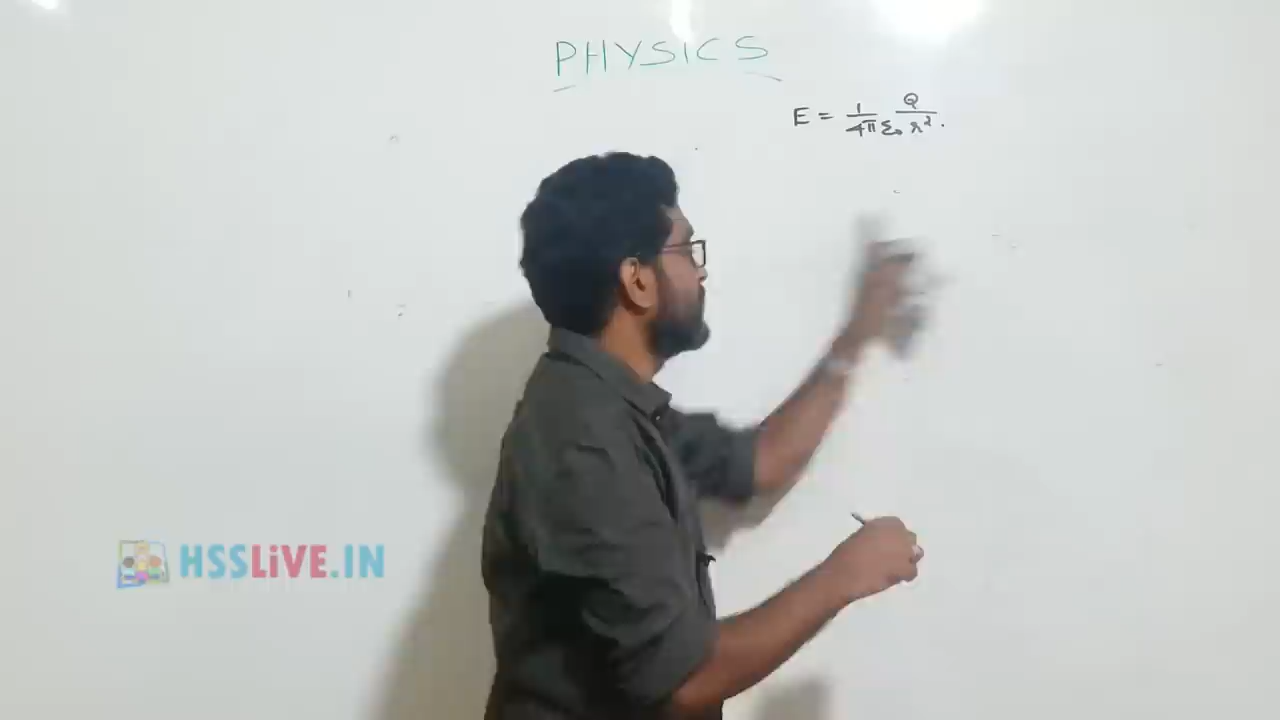 PHYSICS
E = 1/4πε₀ Q/r².
HSSLiVE.IN